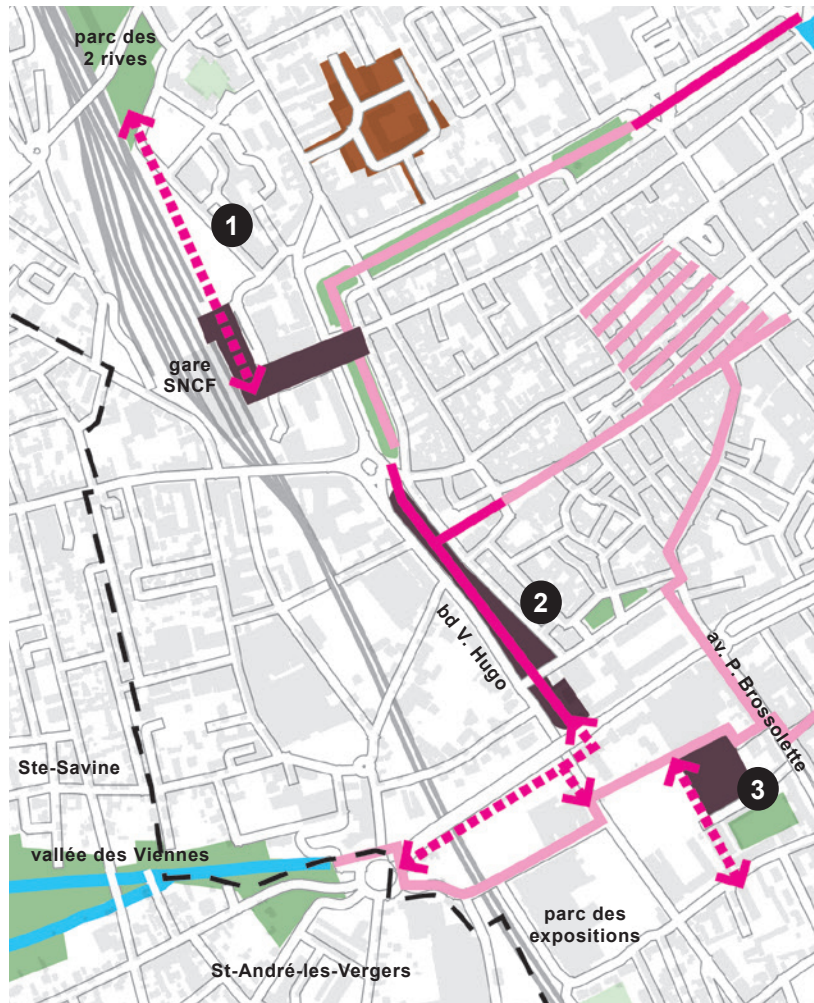 parc des
2 rives
1
gare
SNCF
2
bd V. Hugo
av. P. Brossolette
Ste-Savine
3
vallée des Viennes
parc des
expositions
St-André-les-Vergers